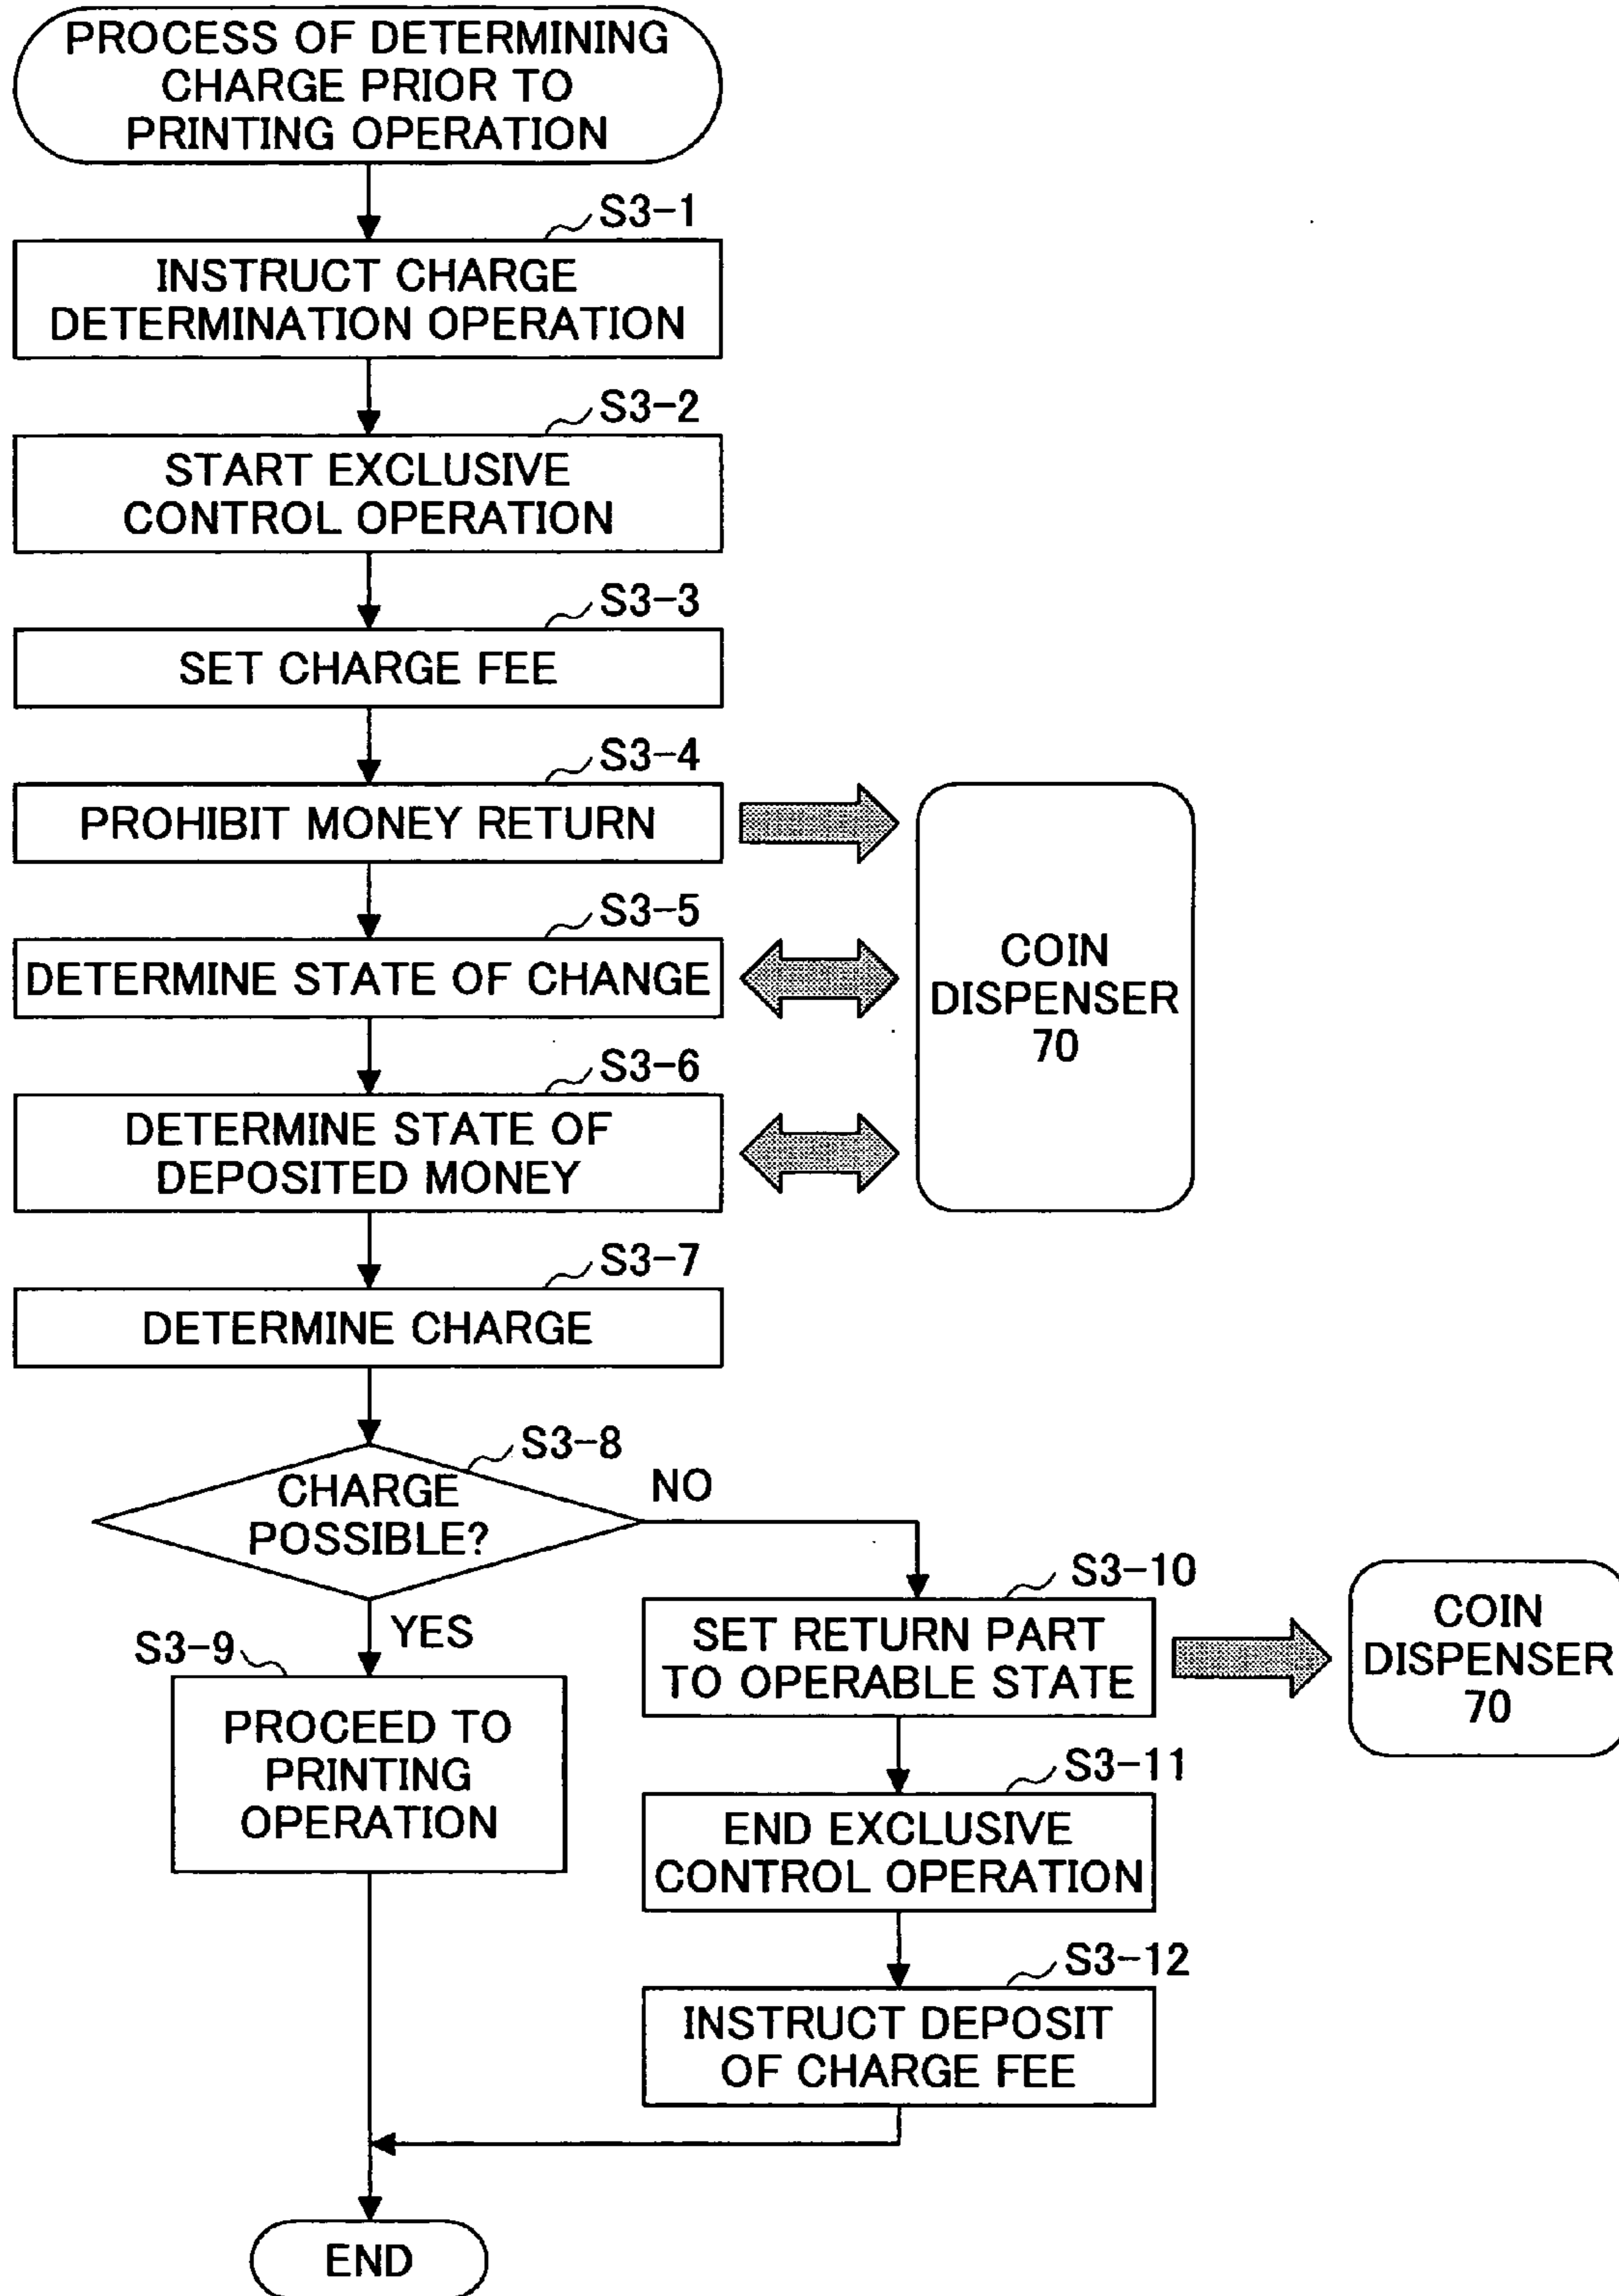 PROCESS OF DETERMINING
CHARGE PRIOR TO
PRINTING OPERATION
S3-1
INSTRUCT CHARGE
DETERMINATION OPERATION
S3-2
START EXCLUSIVE
CONTROL OPERATION
S3-3
SET CHARGE FEE
S3-4
PROHIBIT MONEY RETURN
S3-5
DETERMINE STATE OF CHANGE
COIN
DISPENSER
70
S3-6
DETERMINE STATE OF
DEPOSITED MONEY
S3-7
DETERMINE CHARGE
S3-8
CHARGE
POSSIBLE?
NO
YES
S3-9
PROCEED TO
PRINTING
OPERATION
S3-10
SET RETURN PART
TO OPERABLE STATE
COIN
DISPENSER
70
S3-11
END EXCLUSIVE
CONTROL OPERATION
S3-12
INSTRUCT DEPOSIT
OF CHARGE FEE
END